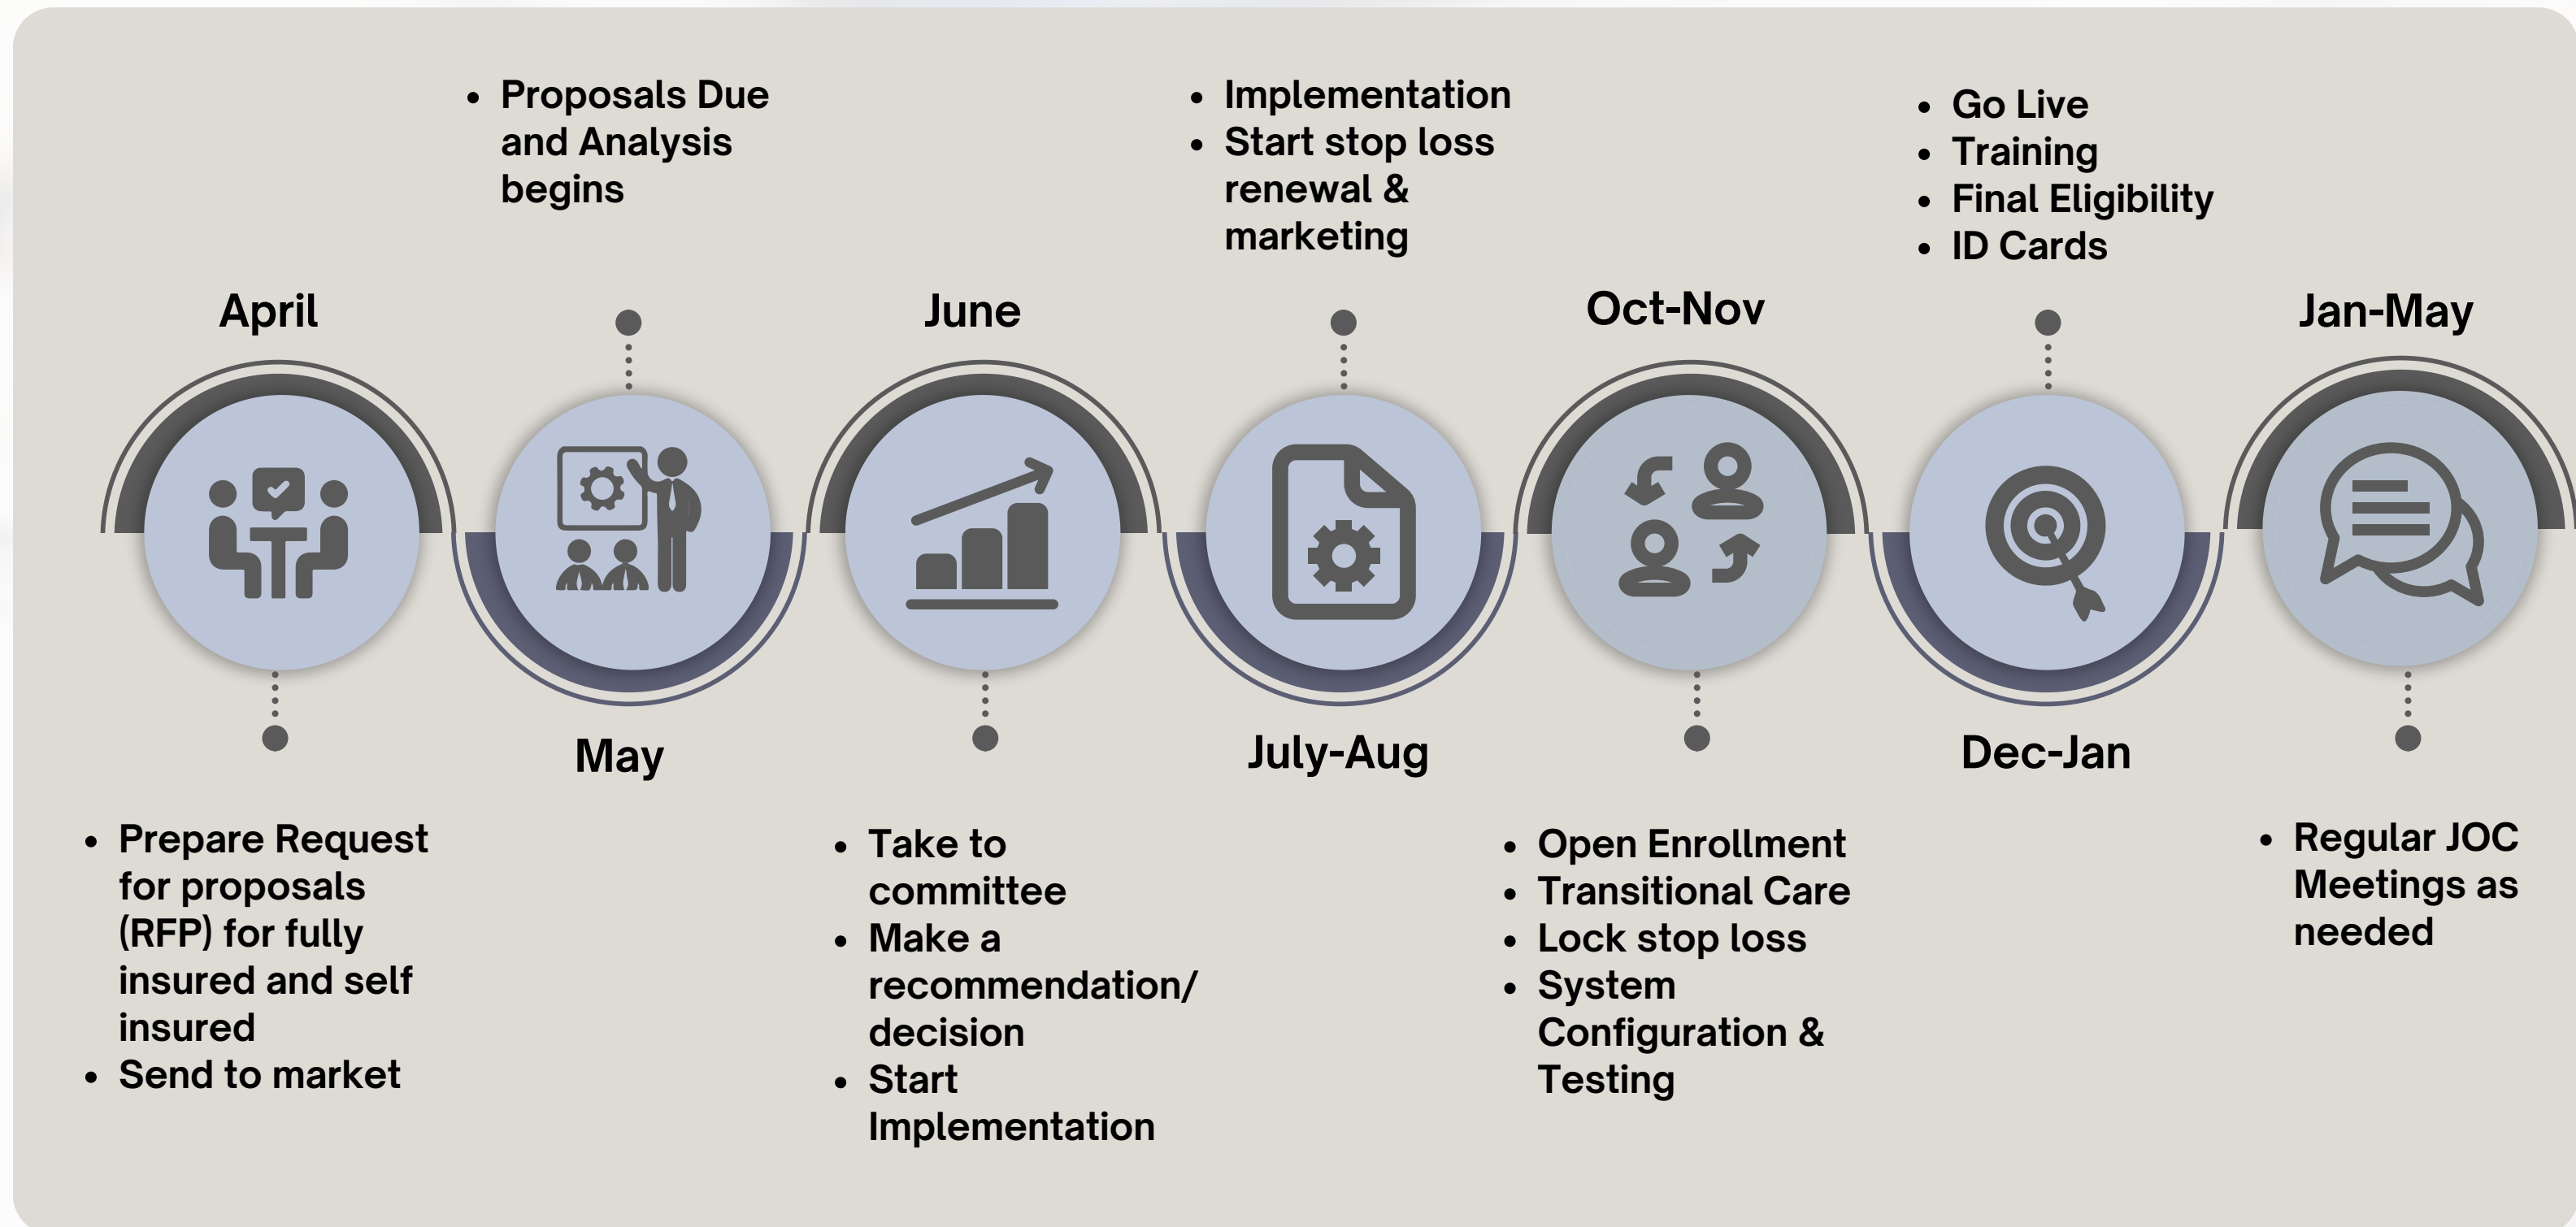 April
• Prepare Request
for proposals
(RFP) for fully
insured and self
insured
• Send to market
• Proposals Due
and Analysis
begins
May
June
• Take to
committee
• Make a
recommendation/
decision
• Start
Implementation
• Implementation
• Start stop loss
renewal &
marketing
July-Aug
Oct-Nov
• Open Enrollment
• Transitional Care
• Lock stop loss
• System
Configuration &
Testing
• Go Live
• Training
• Final Eligibility
• ID Cards
Dec-Jan
Jan-May
• Regular JOC
Meetings as
needed